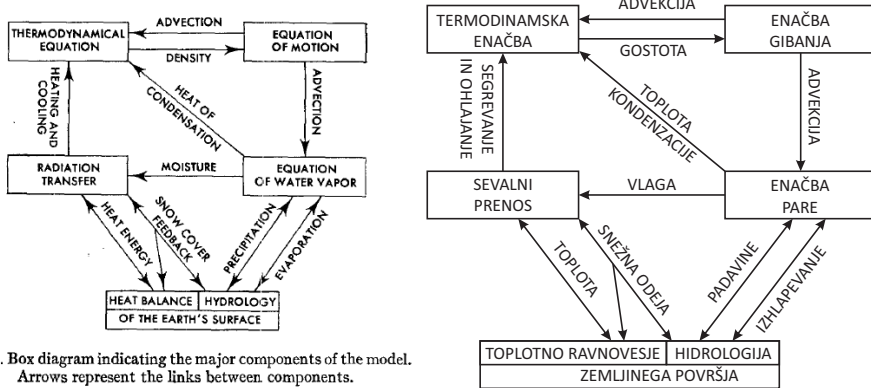 ADVECTION
THERMODYNAMICAL
EQUATION
EQUATION
OF MOTION
DENSITY
HEATING AND
COOLING
HEAT OF
CONDENSATION
ADVECTION
RADIATION
TRANSFER
MOISTURE
EQUATION
OF WATER VAPOR
HEAT ENERGY
SNOW COVER
FEEDBACK
PRECIPITATION
EVAPORATION
HEAT BALANCE
HYDROLOGY
OF THE EARTH'S SURFACE
. Box diagram indicating the major components of the model.
Arrows represent the links between components.
ADVEKCIJA
TERMODINAMSKA
ENAČBA
ENAČBA
GIBANJA
GOSTOTA
SEGREVANJE
IN OHLAJANJE
TOPLOTA
KONDENZACIJE
ADVEKCIJA
SEVALNI
PRENOS
VLAGA
ENAČBA
PARE
TOPLOTA
SNEŽNA ODEJA
PADAVINE
IZHLAPEVANJE
TOPLOTNO RAVNOVESJE
HIDROLOGIJA
ZEMLJINEGA POVRŠJA